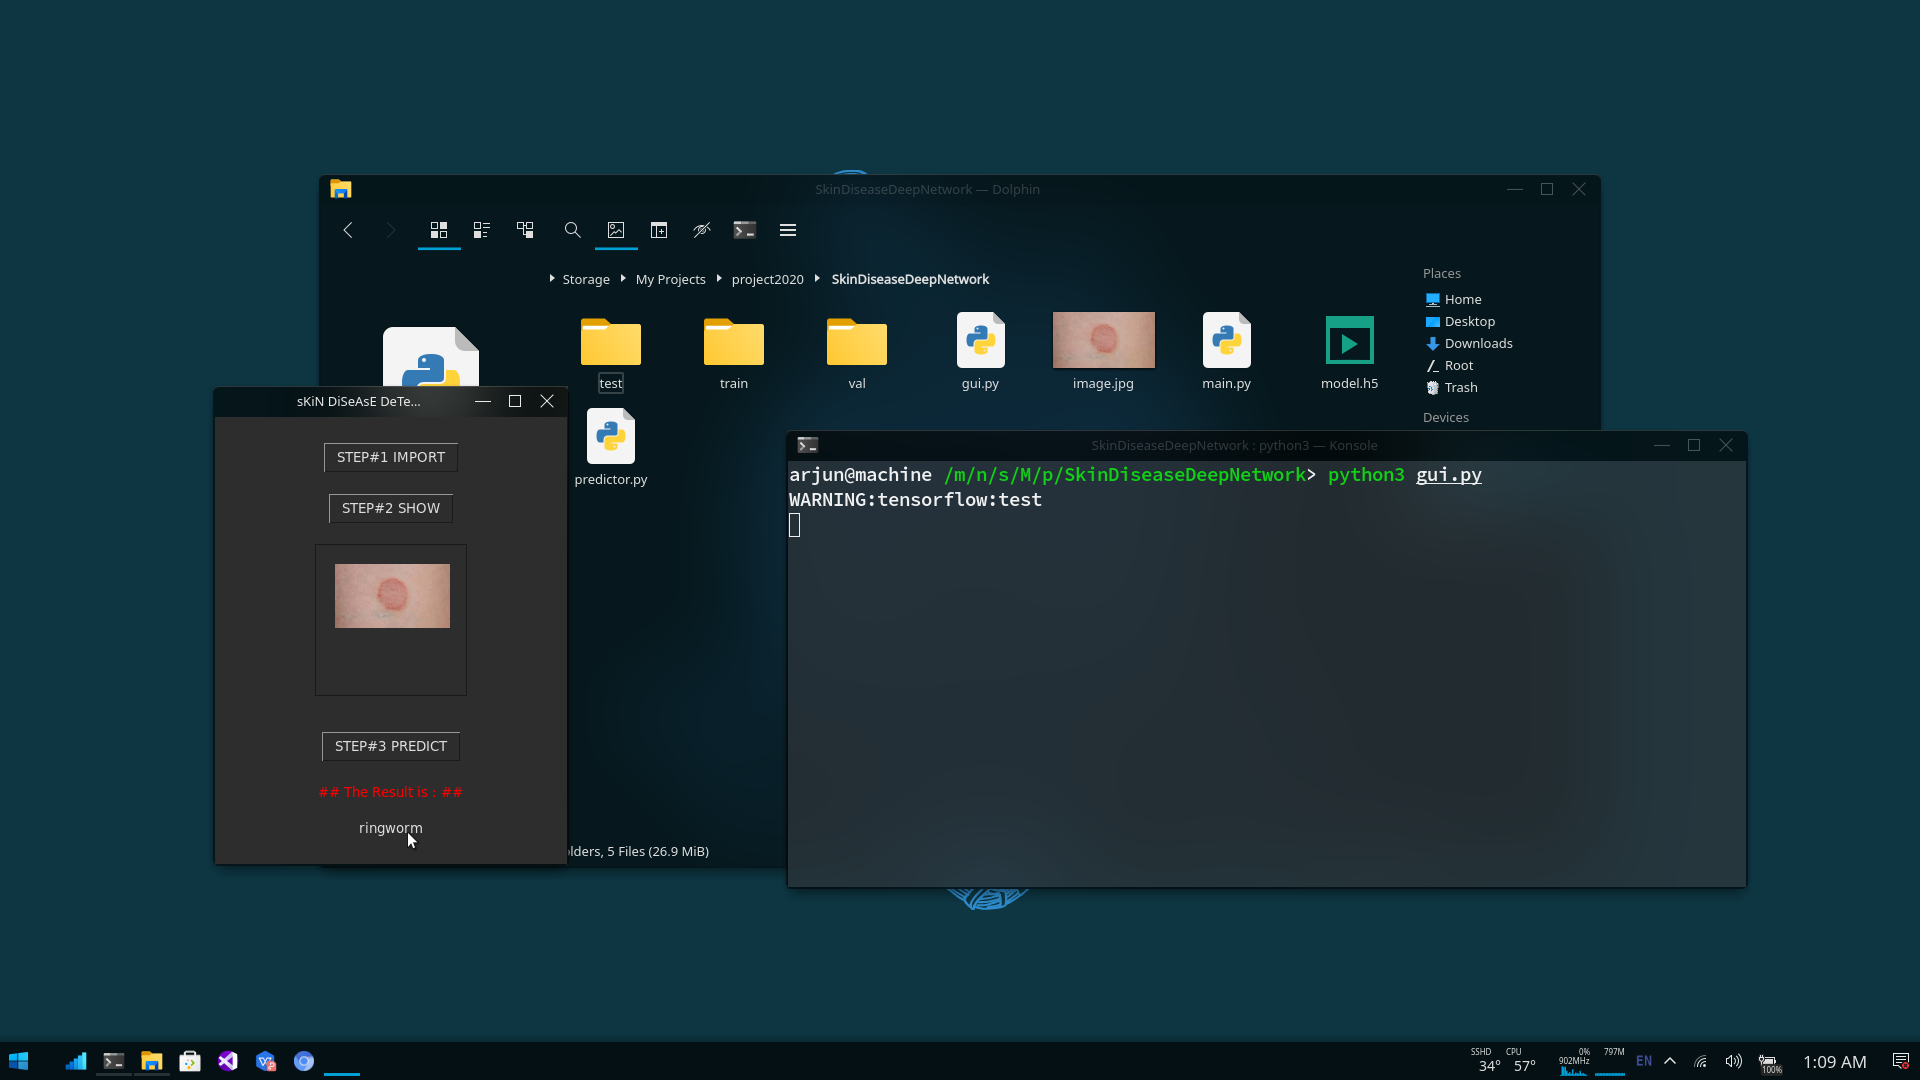 SkinDiseaseDeepNetwork — Dolphin
Storage
My Projects
project2020
SkinDiseaseDeepNetwork
Places
Home
Desktop
Downloads
Root
Trash
Devices
test
train
val
gui.py
image.jpg
main.py
model.h5
predictor.py
olders, 5 Files (26.9 MiB)
sKiN DiSeAsE DeTe...
STEP#1 IMPORT
STEP#2 SHOW
STEP#3 PREDICT
## The Result is : ##
ringworm
SkinDiseaseDeepNetwork : python3 — Konsole
arjun@machine /m/n/s/M/p/SkinDiseaseDeepNetwork> python3 gui.py
WARNING:tensorflow:test
SSHD CPU 0% 797M
902MHz
34° 57° EN 100% 1:09 AM